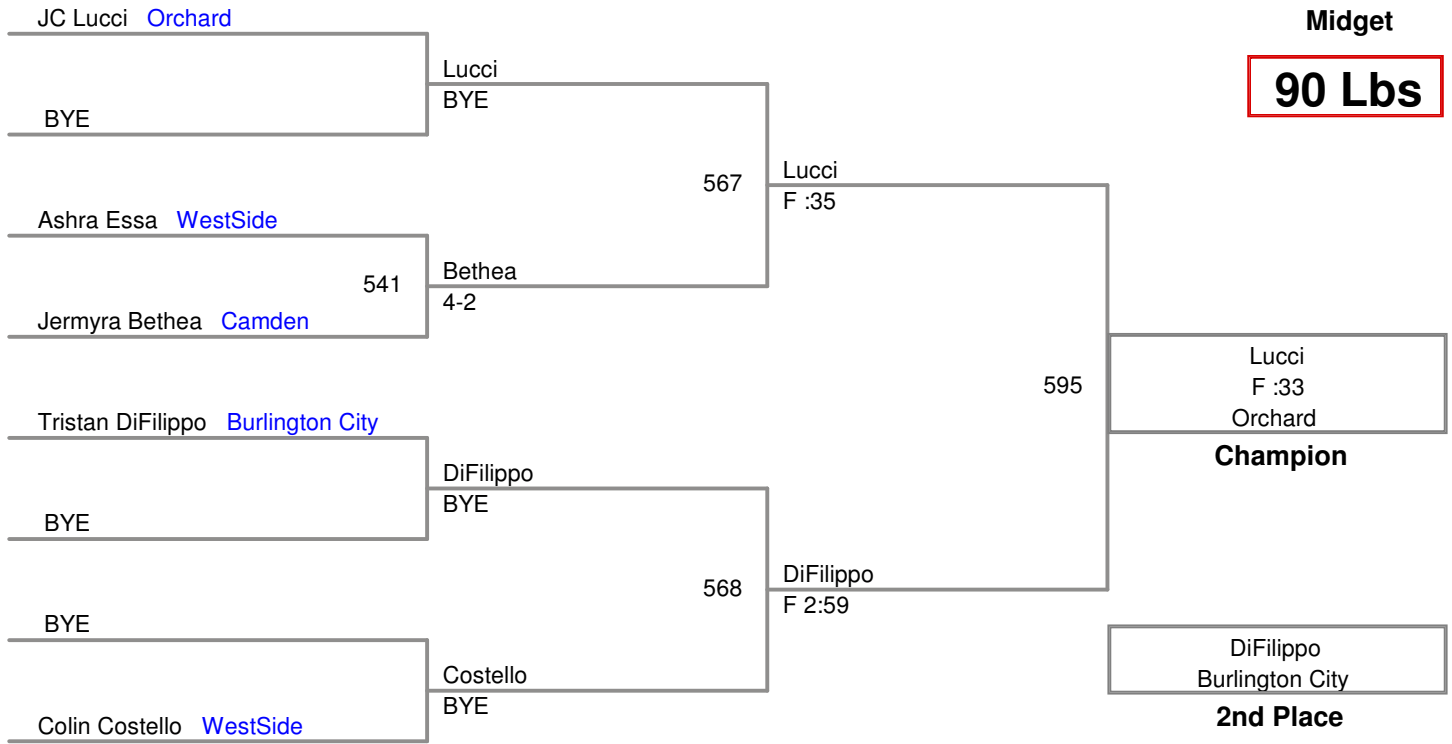 JC Lucci Orchard
Midget
90 Lbs
Lucci
BYE
BYE
Lucci
567
F :35
Ashra Essa WestSide
Bethea
541
4-2
Jermyra Bethea Camden
Lucci
F :33
595
Orchard
Champion
Tristan DiFilippo Burlington City
DiFilippo
BYE
BYE
DiFilippo
568
F 2:59
BYE
DiFilippo
Burlington City
2nd Place
Costello
BYE
Colin Costello WestSide